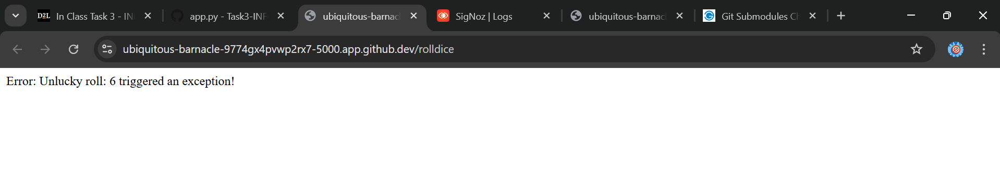 D2L In Class Task 3 - IN
app.py - Task3-INF
ubiquitous-barnac
SigNoz | Logs
ubiquitous-barnac
Git Submodules Ch
ubiquitous-barnacle-9774gx4pvwp2rx7-5000.app.github.dev/rolldice
Error: Unlucky roll: 6 triggered an exception!